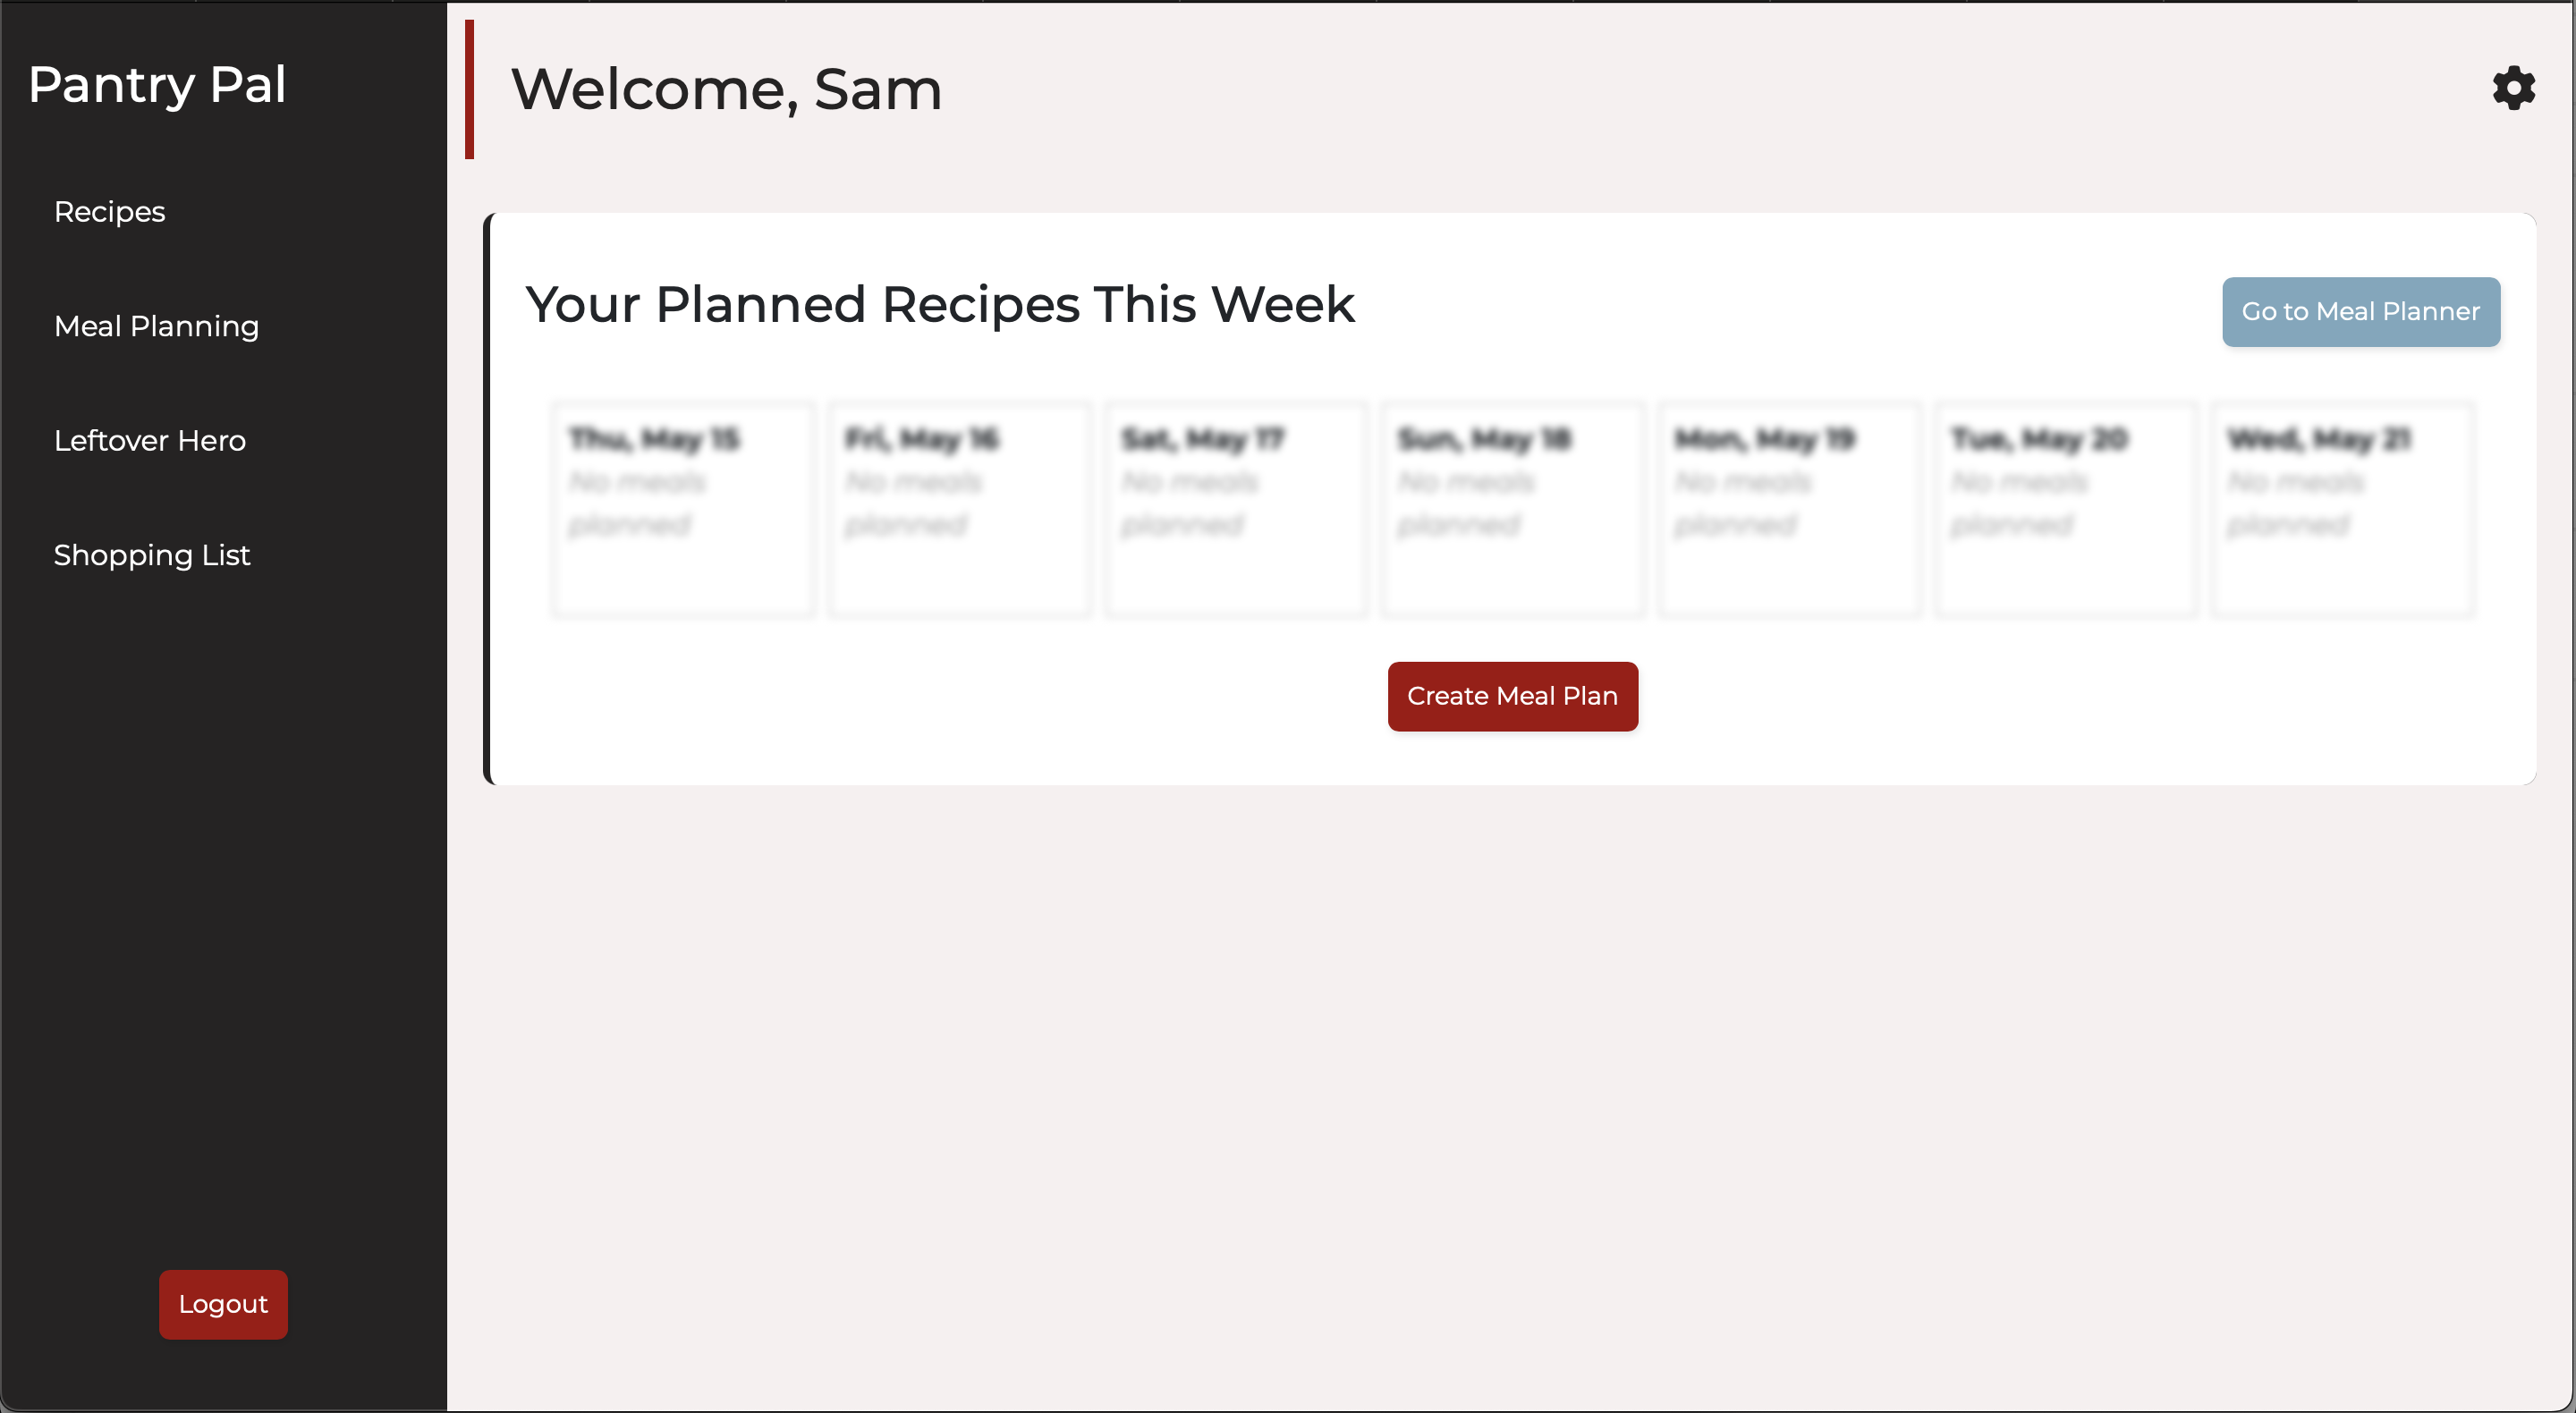 Pantry Pal
Recipes
Meal Planning
Leftover Hero
Shopping List
Logout
Welcome, Sam
Your Planned Recipes This Week
Go to Meal Planner
Thu, May 15
No meals
planned
Fri, May 16
No meals
planned
Sat, May 17
No meals
planned
Sun, May 18
No meals
planned
Mon, May 19
No meals
planned
Tue, May 20
No meals
planned
Wed, May 21
No meals
planned
Create Meal Plan